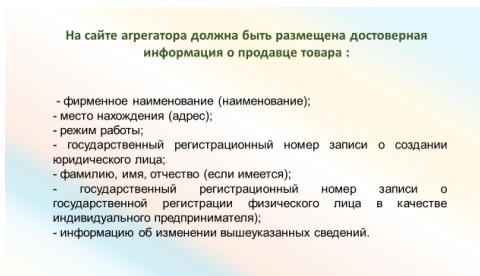 На сайте агрегатора должна быть размещена достоверная
информация о продавце товара :
- фирменное наименование (наименование);
- место нахождения (адрес);
- режим работы;
- государственный регистрационный номер записи о создании
юридического лица;
- фамилию, имя, отчество (если имеется);
- государственный регистрационный номер записи о
государственной регистрации физического лица в качестве
индивидуального предпринимателя);
- информацию об изменении вышеуказанных сведений.